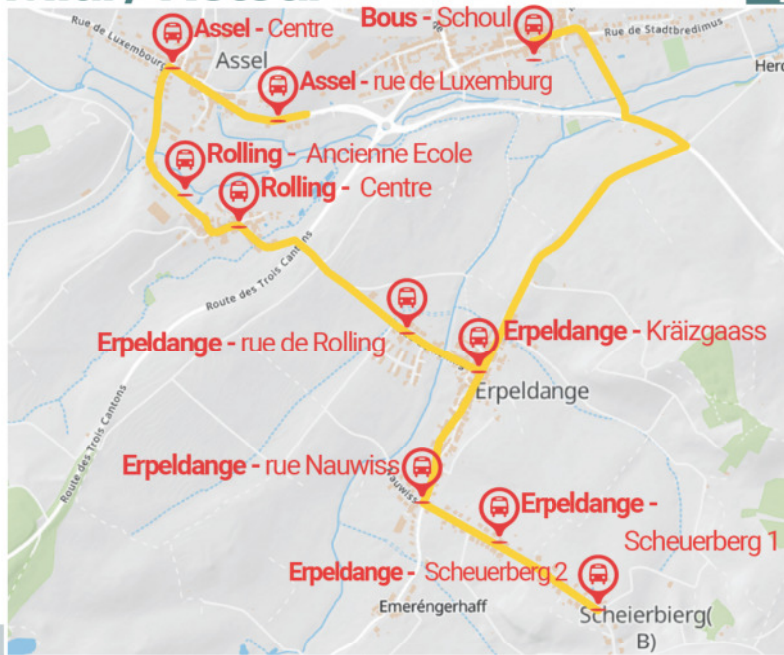 Rue de Luxembourg
Assel - Centre
Assel
Bous - Schoul
Rue de Stadtbredimus
Assel - rue de Luxemburg
Rolling - Ancienne Ecole
Rolling - Centre
Route des Trois Cantons
Erpeldange - rue de Rolling
Erpeldange - Kräizgaass
Erpeldange
Route des Trois Cantons
Erpeldange - rue Nauwiss
Erpeldange -
Scheuerberg 1
Erpeldange - Scheuerberg 2
Emeréngerhaff
Scheierbierg(
B)